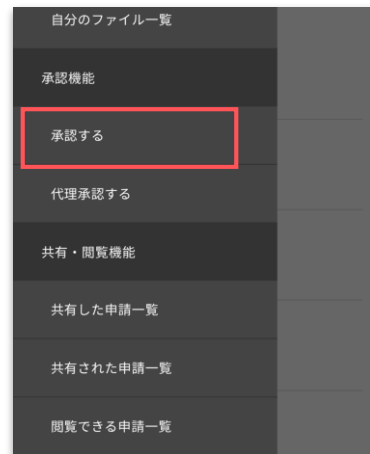 自分のファイル一覧
承認機能
承認する
代理承認する
共有・閲覧機能
共有した申請一覧
共有された申請一覧
閲覧できる申請一覧